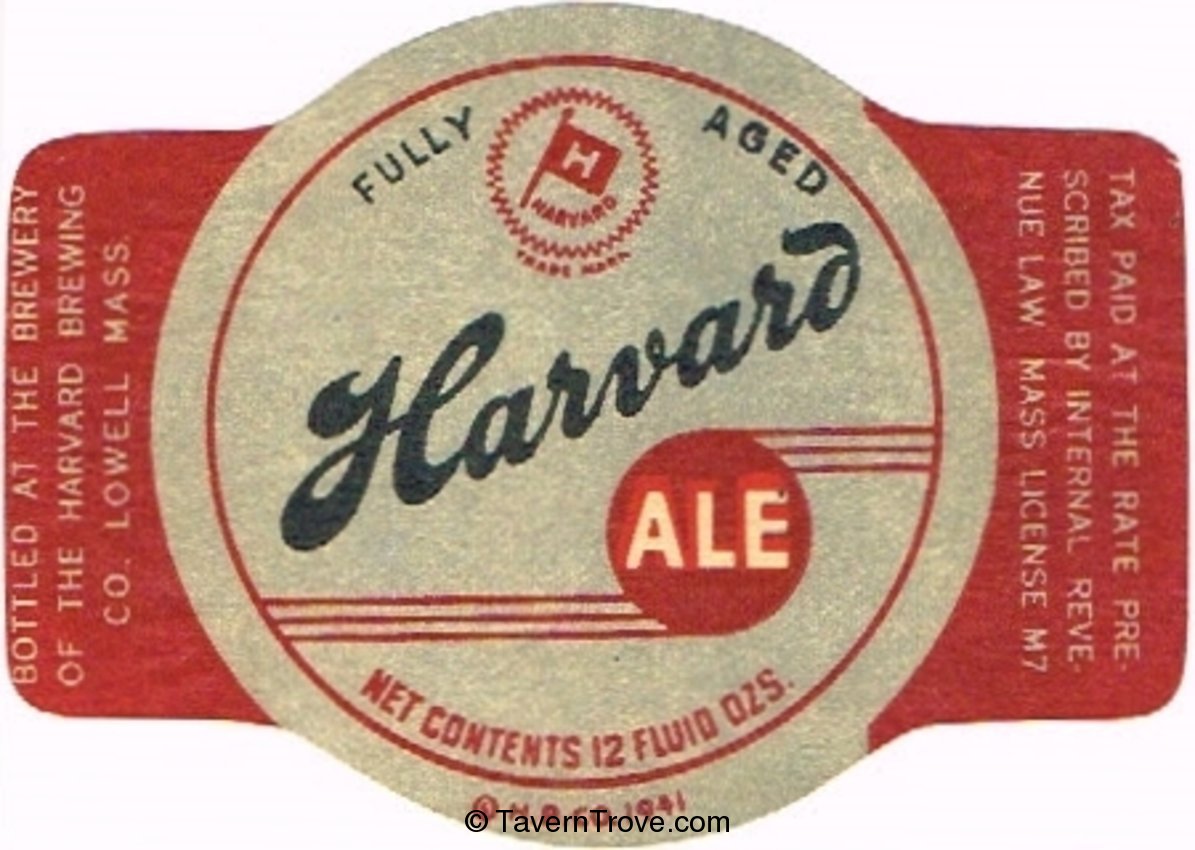 FULLY AGED
H
HARVARD
TRADE MARK
Harvard
ALE
NET CONTENTS 12 FLUID OZS.
© H.B.CO. 1941
BOTTLED AT THE BREWERY
OF THE HARVARD BREWING
CO. LOWELL MASS.
TAX PAID AT THE RATE PRE-
SCRIBED BY INTERNAL REVE-
NUE LAW MASS LICENSE M7
© TavernTrove.com